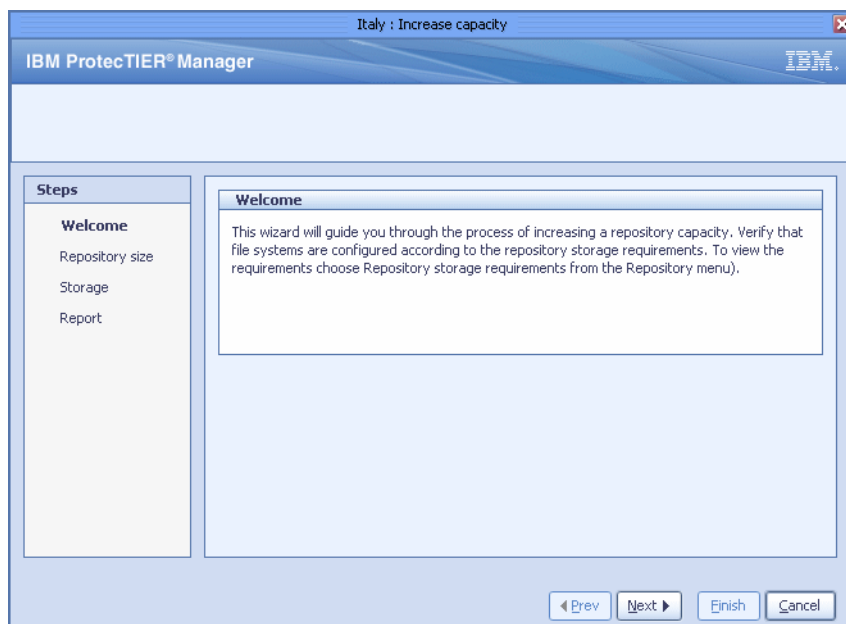 Italy : Increase capacity
IBM ProtecTIER® Manager
IBM.
Steps
Welcome
Repository size
Storage
Report
Welcome
This wizard will guide you through the process of increasing a repository capacity. Verify that
file systems are configured according to the repository storage requirements. To view the
requirements choose Repository storage requirements from the Repository menu).
Prev
Next
Finish
Cancel